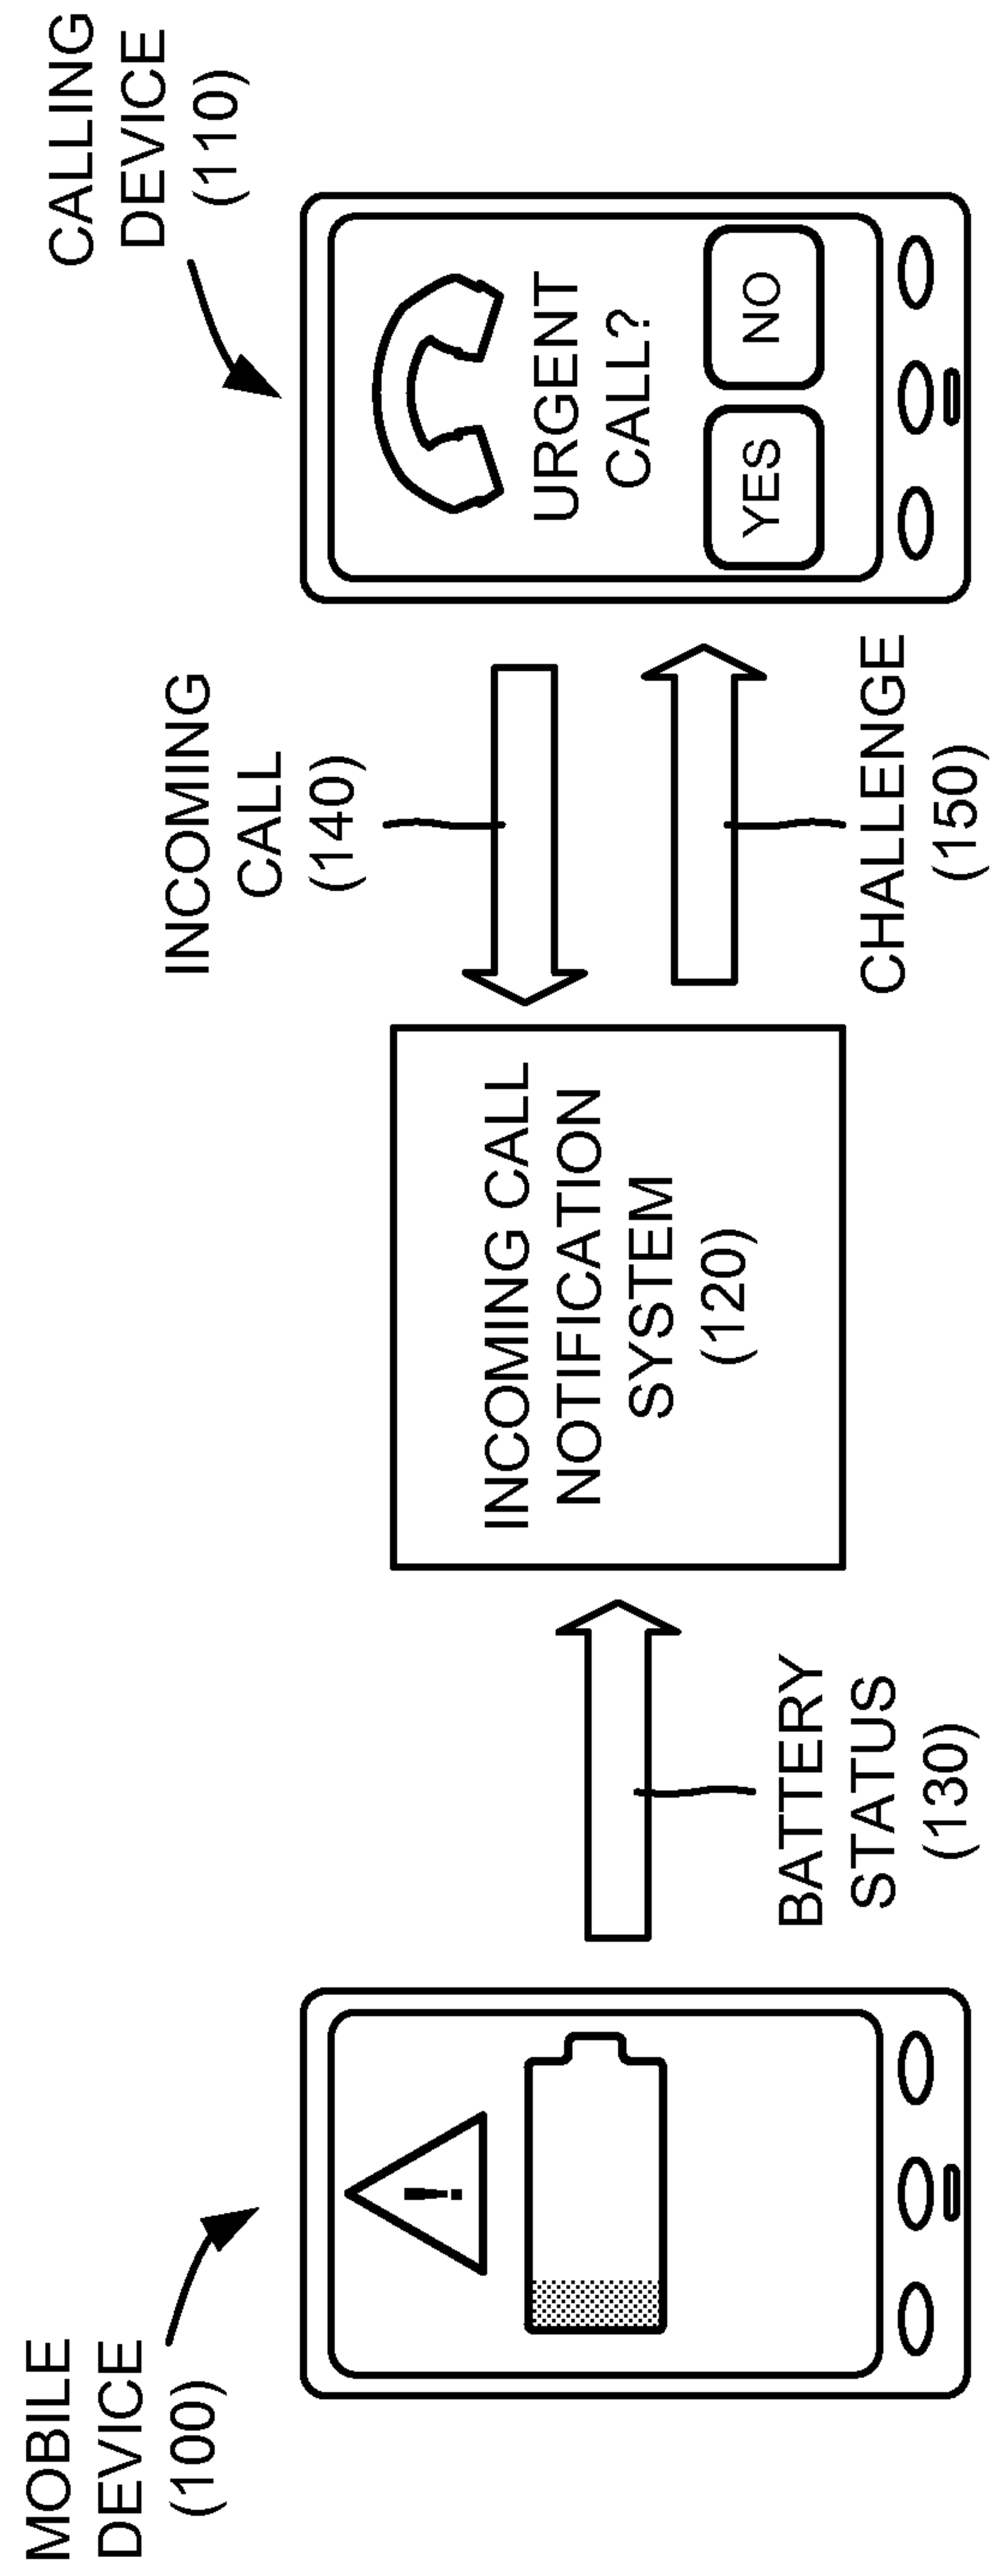 MOBILE
DEVICE
(100)
!
BATTERY
STATUS
(130)
INCOMING CALL
NOTIFICATION
SYSTEM
(120)
INCOMING
CALL
(140)
CHALLENGE
(150)
CALLING
DEVICE
(110)
URGENT
CALL?
YES NO